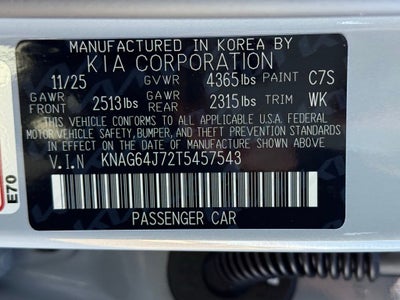 MANUFACTURED IN KOREA BY
KIA CORPORATION
11/25 GVWR 4365lbs PAINT C7S
GAWR FRONT 2513lbs GAWR REAR 2315lbs TRIM WK
THIS VEHICLE CONFORMS TO ALL APPLICABLE U.S.A. FEDERAL
MOTOR VEHICLE SAFETY, BUMPER, AND THEFT PREVENTION STANDARDS
IN EFFECT ON THE DATE OF MANUFACTURE SHOWN ABOVE.
V.I.N KNAG64J72T5457543
PASSENGER CAR
E70